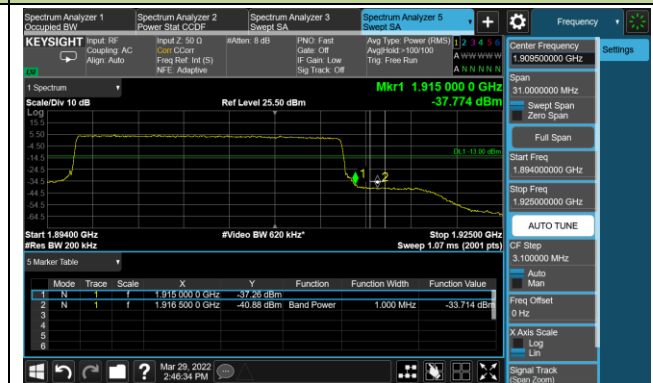 Spectrum Analyzer 1
Occupied BW
Spectrum Analyzer 2
Power Stat CCDF
Spectrum Analyzer 3
Swept SA
Spectrum Analyzer 4
Swept SA
Spectrum Analyzer 5
Swept SA
+
Frequency
KEYSIGHT
Input: RF
Coupling: AC
Align: Auto
Input Z: 50 Ω
Corr CCorr
Freq Ref: Int (S)
NFE: Adaptive
#Atten: 8 dB
PNO: Fast
Gate: Off
IF Gain: Low
Sig Track: Off
Avg Type: Power (RMS)
Avg|Hold:>100/100
Trig: Free Run
1 2 3 4 5 6
A W W W W W
A N N N N N
LW
1 Spectrum
Scale/Div 10 dB
Ref Level 25.50 dBm
Mkr1 1.915 000 0 GHz
-37.774 dBm
Log
15.5
5.50
-4.50
-14.5
-24.5
-34.5
-44.5
-54.5
-64.5
DL1 -13.00 dBm
1
2
Start 1.89400 GHz
#Video BW 620 kHz*
Stop 1.92500 GHz
#Res BW 200 kHz
Sweep 1.07 ms (2001 pts)
5 Marker Table
Mode Trace Scale X Y Function Function Width Function Value
1 N 1 f 1.915 000 0 GHz -37.26 dBm
2 N 1 f 1.916 500 0 GHz -40.88 dBm Band Power 1.000 MHz -33.714 dBm
3
4
5
6
Mar 29, 2022
2:46:34 PM
Center Frequency
1.909500000 GHz
Settings
Span
31.0000000 MHz
Swept Span
Zero Span
Full Span
Start Freq
1.894000000 GHz
Stop Freq
1.925000000 GHz
AUTO TUNE
CF Step
3.100000 MHz
Auto
Man
Freq Offset
0 Hz
X Axis Scale
Log
Lin
Signal Track
(Span Zoom)